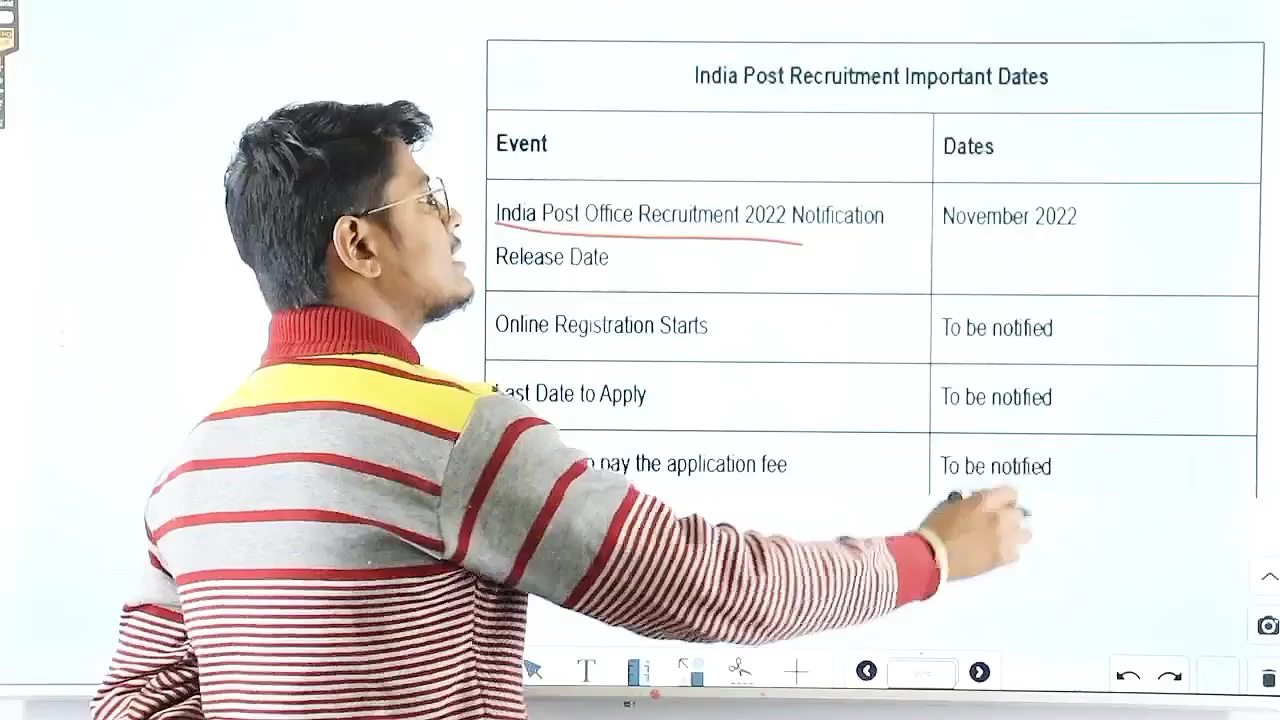 India Post Recruitment Important Dates
Event
Dates
India Post Office Recruitment 2022 Notification
Release Date
November 2022
Online Registration Starts
To be notified
Last Date to Apply
To be notified
pay the application fee
To be notified
T